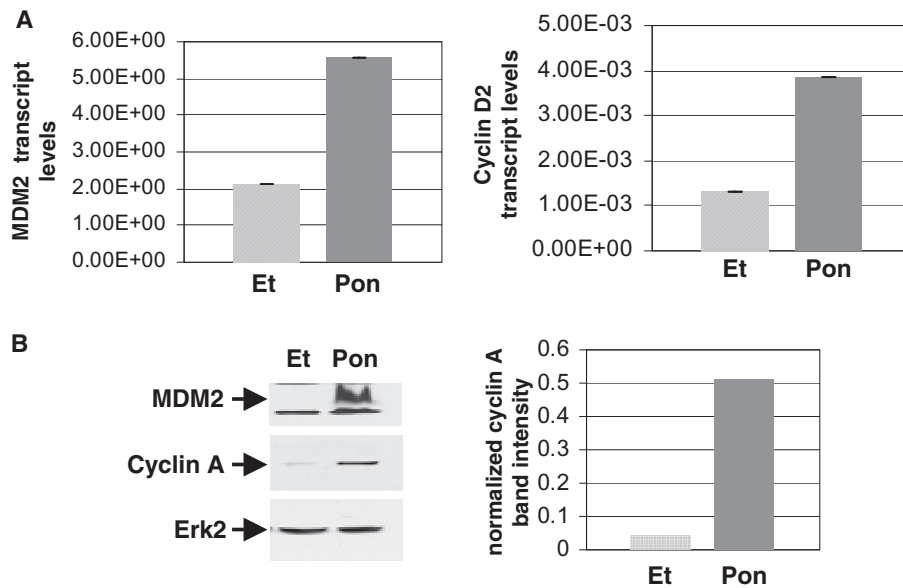 A
MDM2 transcript
levels
6.00E+00
5.00E+00
4.00E+00
3.00E+00
2.00E+00
1.00E+00
0.00E+00
Et
Pon
Cyclin D2
transcript levels
5.00E-03
4.00E-03
3.00E-03
2.00E-03
1.00E-03
0.00E+00
Et
Pon
B
Et
Pon
MDM2
Cyclin A
Erk2
normalized cyclin A
band intensity
0.6
0.5
0.4
0.3
0.2
0.1
0
Et
Pon